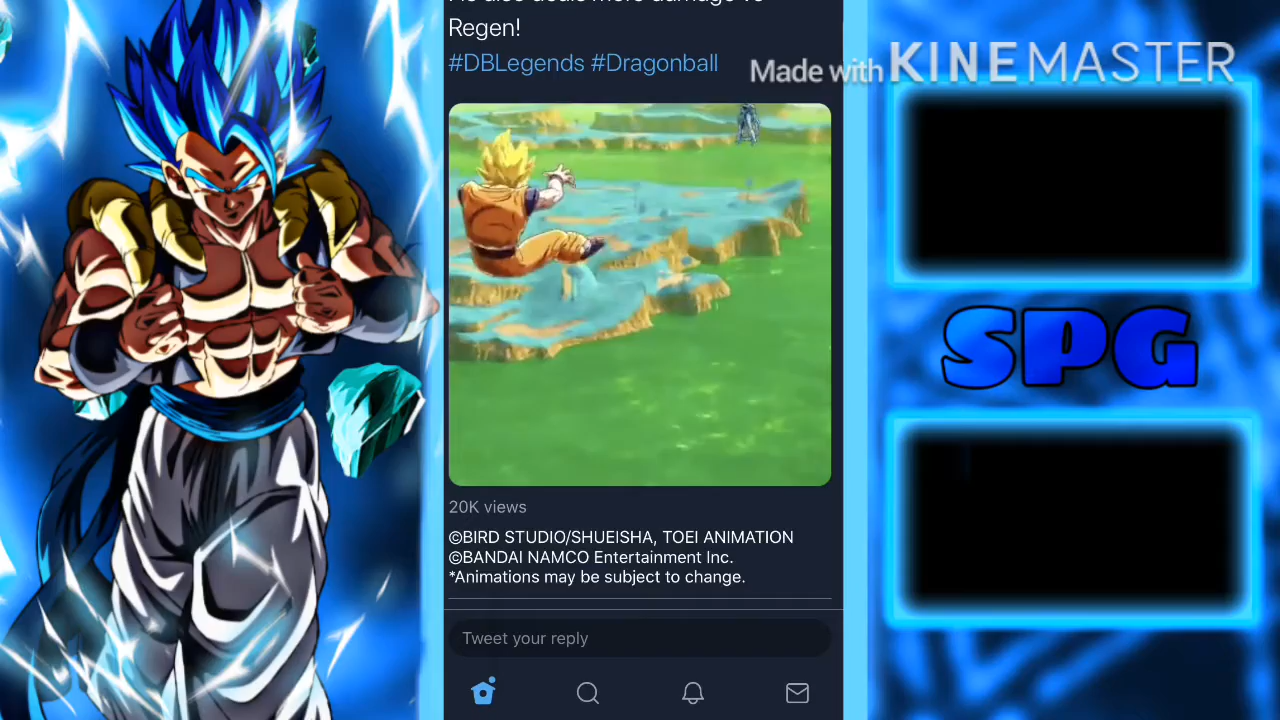 Regen!
#DBLegends #Dragonball
Made with KINEMASTER
SPG
20K views
©BIRD STUDIO/SHUEISHA, TOEI ANIMATION
©BANDAI NAMCO Entertainment Inc.
*Animations may be subject to change.
Tweet your reply